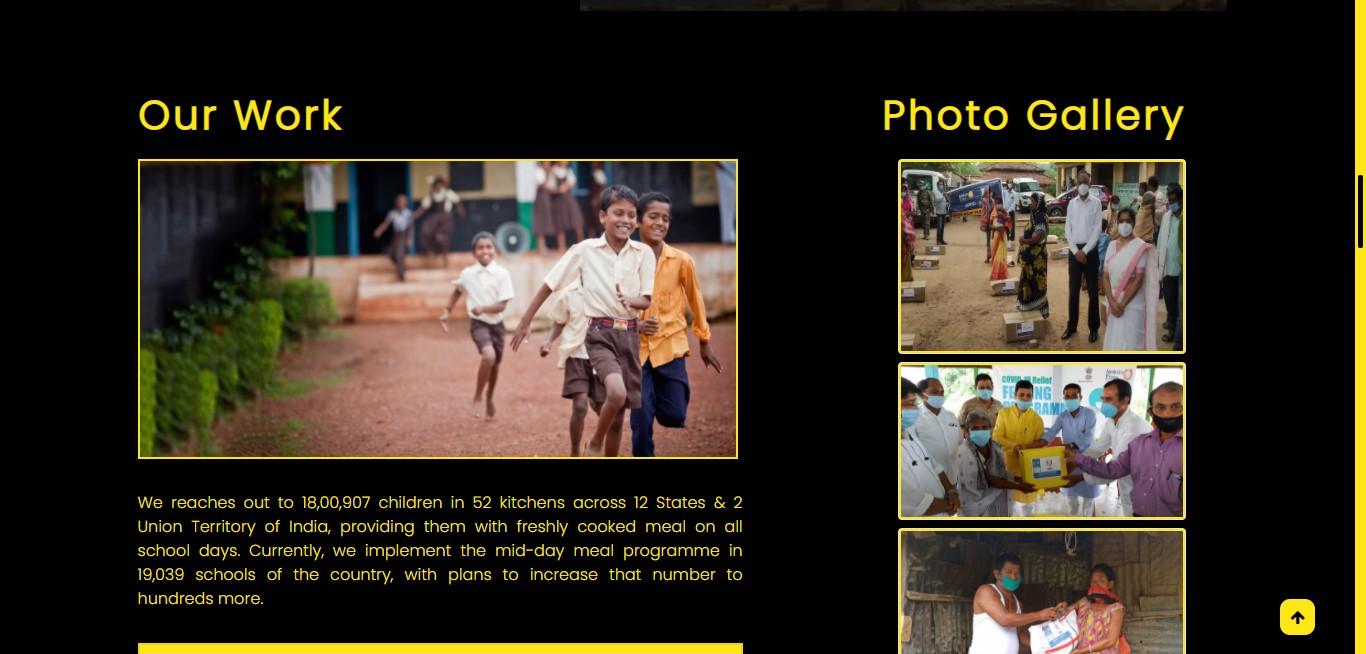 Our Work
Photo Gallery
COVID-19 Relief
We reaches out to 18,00,907 children in 52 kitchens across 12 States & 2
Union Territory of India, providing them with freshly cooked meal on all
school days. Currently, we implement the mid-day meal programme in
19,039 schools of the country, with plans to increase that number to
hundreds more.